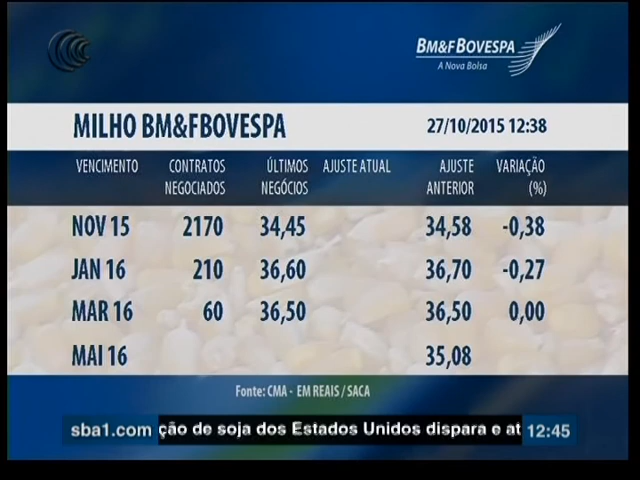 BM&FBOVESPA
A Nova Bolsa
MILHO BM&FBOVESPA 27/10/2015 12:38
VENCIMENTO CONTRATOS NEGOCIADOS ÚLTIMOS NEGÓCIOS AJUSTE ATUAL AJUSTE ANTERIOR VARIAÇÃO (%)
NOV 15 2170 34,45 34,58 -0,38
JAN 16 210 36,60 36,70 -0,27
MAR 16 60 36,50 36,50 0,00
MAI 16 35,08
Fonte: CMA - EM REAIS / SACA
sba1.com ção de soja dos Estados Unidos dispara e at 12:45